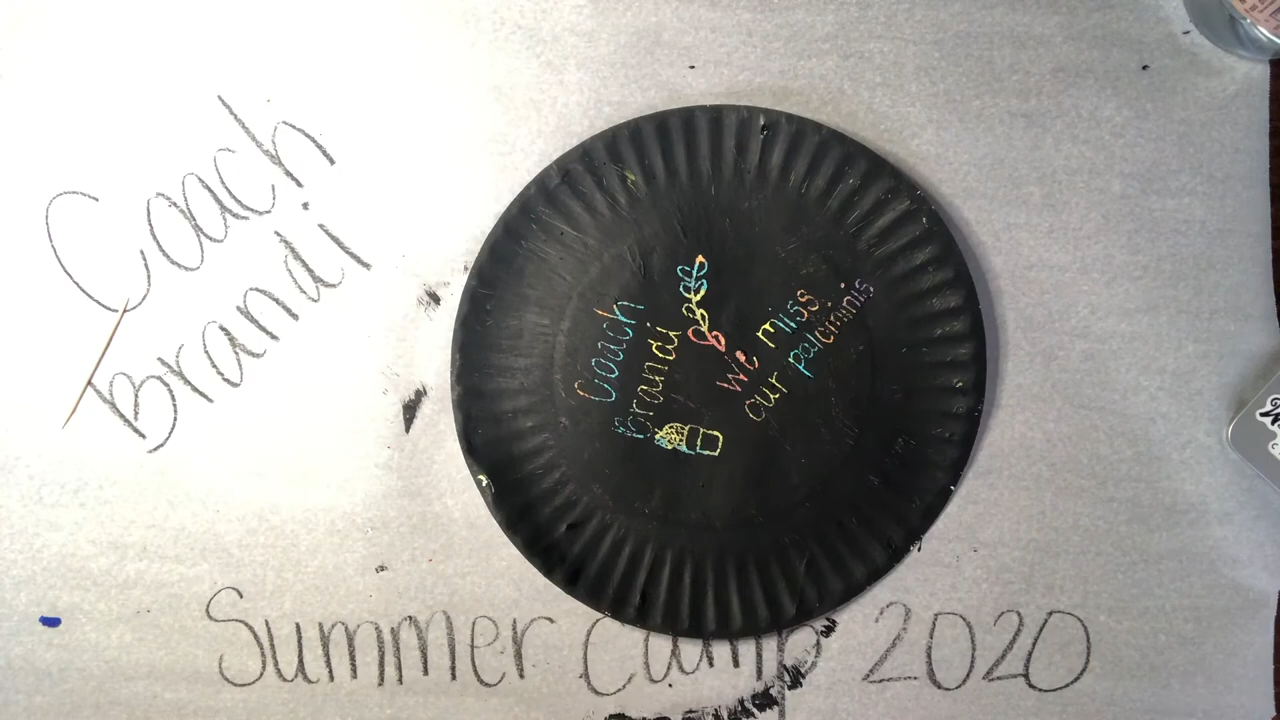 Coach
Brandi
Coach
Brandi
We miss
our palominis
Summer Camp 2020